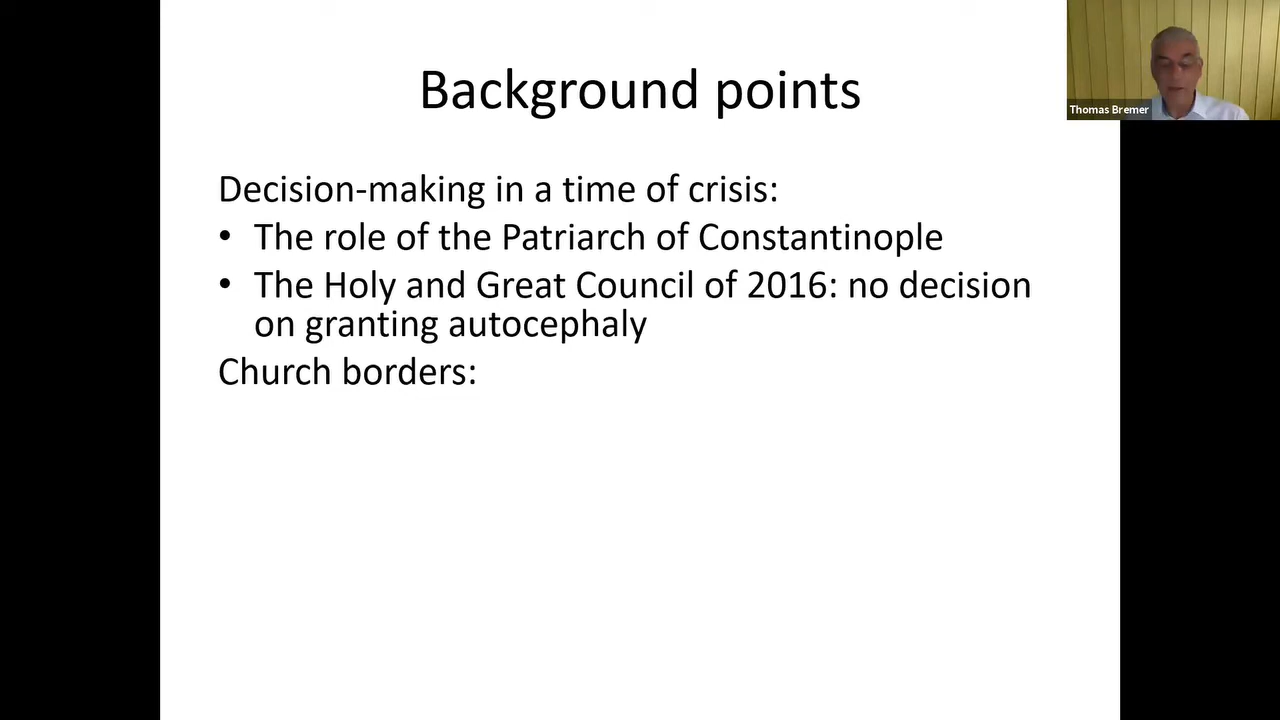 Background points
Thomas Bremer
Decision-making in a time of crisis:
• The role of the Patriarch of Constantinople
• The Holy and Great Council of 2016: no decision
on granting autocephaly
Church borders: